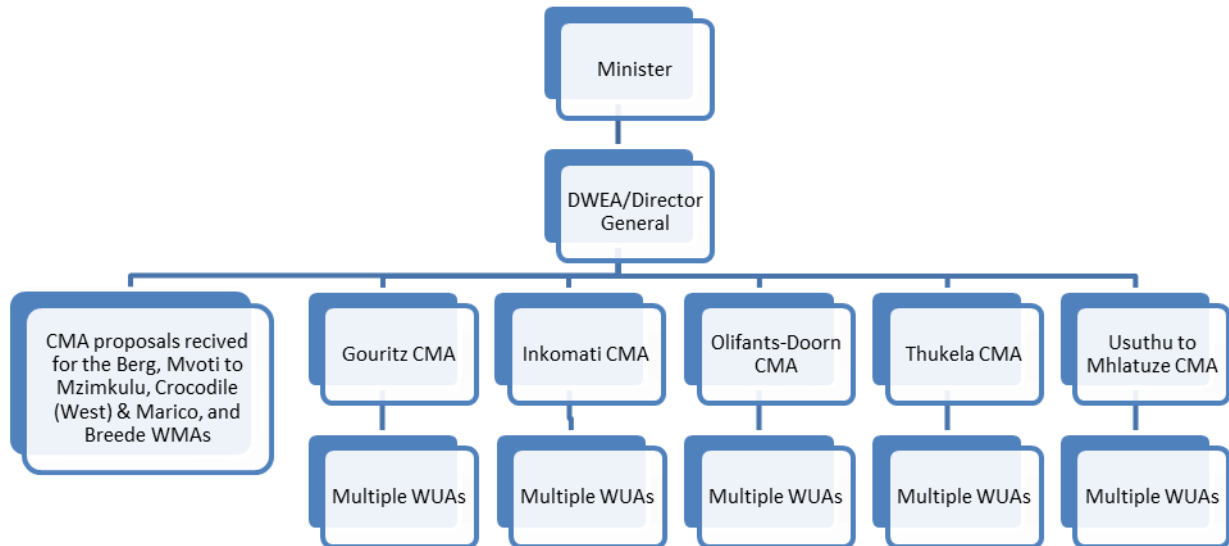 Minister
DWEA/Director
General
CMA proposals recived
for the Berg, Mvoti to
Mzimkulu, Crocodile
(West) & Marico, and
Breede WMAs
Gouritz CMA
Inkomati CMA
Olifants-Doorn
CMA
Thukela CMA
Usuthu to
Mhlatuze CMA
Multiple WUAs
Multiple WUAs
Multiple WUAs
Multiple WUAs
Multiple WUAs